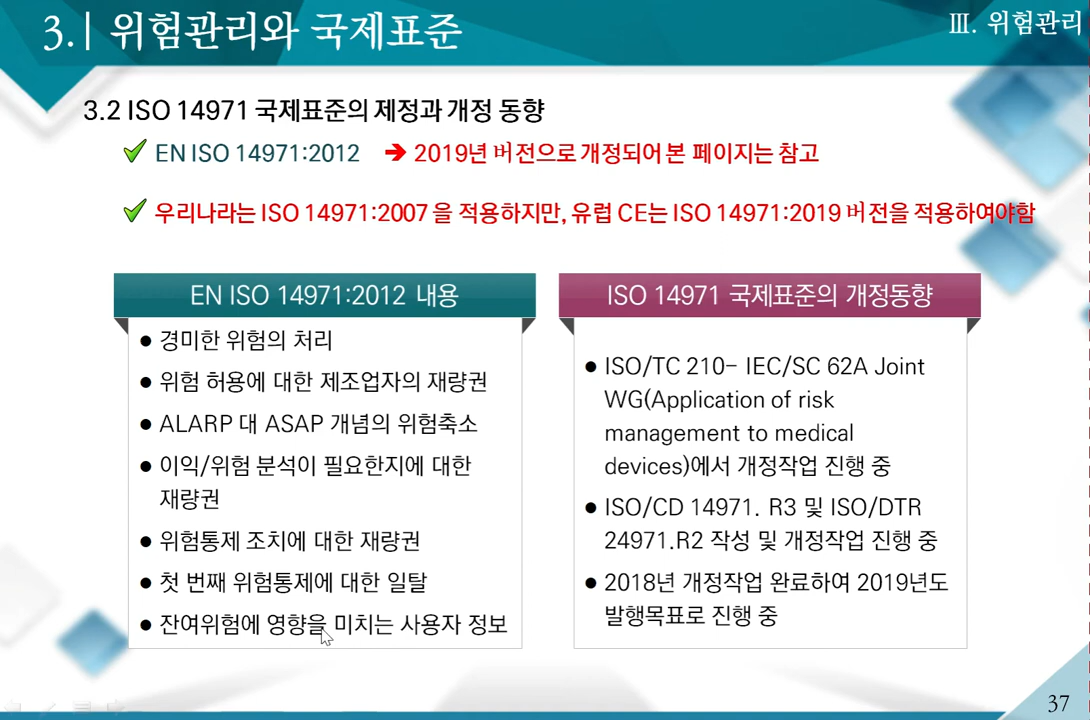 3.| 위험관리와 국제표준
Ⅲ. 위험관리
3.2 ISO 14971 국제표준의 제정과 개정 동향
EN ISO 14971:2012 → 2019년 버전으로 개정되어 본 페이지는 참고
우리나라는 ISO 14971:2007 을 적용하지만, 유럽 CE는 ISO 14971:2019 버전을 적용하여야함
EN ISO 14971:2012 내용
● 경미한 위험의 처리
● 위험 허용에 대한 제조업자의 재량권
● ALARP 대 ASAP 개념의 위험축소
● 이익/위험 분석이 필요한지에 대한
재량권
● 위험통제 조치에 대한 재량권
● 첫 번째 위험통제에 대한 일탈
● 잔여위험에 영향을 미치는 사용자 정보
ISO 14971 국제표준의 개정동향
● ISO/TC 210- IEC/SC 62A Joint
WG(Application of risk
management to medical
devices)에서 개정작업 진행 중
● ISO/CD 14971. R3 및 ISO/DTR
24971.R2 작성 및 개정작업 진행 중
● 2018년 개정작업 완료하여 2019년도
발행목표로 진행 중
37